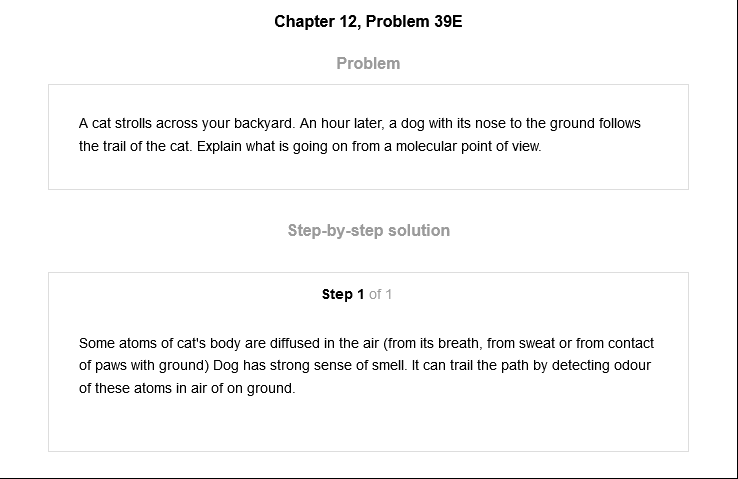 Chapter 12, Problem 39E
Problem
A cat strolls across your backyard. An hour later, a dog with its nose to the ground follows
the trail of the cat. Explain what is going on from a molecular point of view.
Step-by-step solution
Step 1 of 1
Some atoms of cat's body are diffused in the air (from its breath, from sweat or from contact
of paws with ground) Dog has strong sense of smell. It can trail the path by detecting odour
of these atoms in air of on ground.